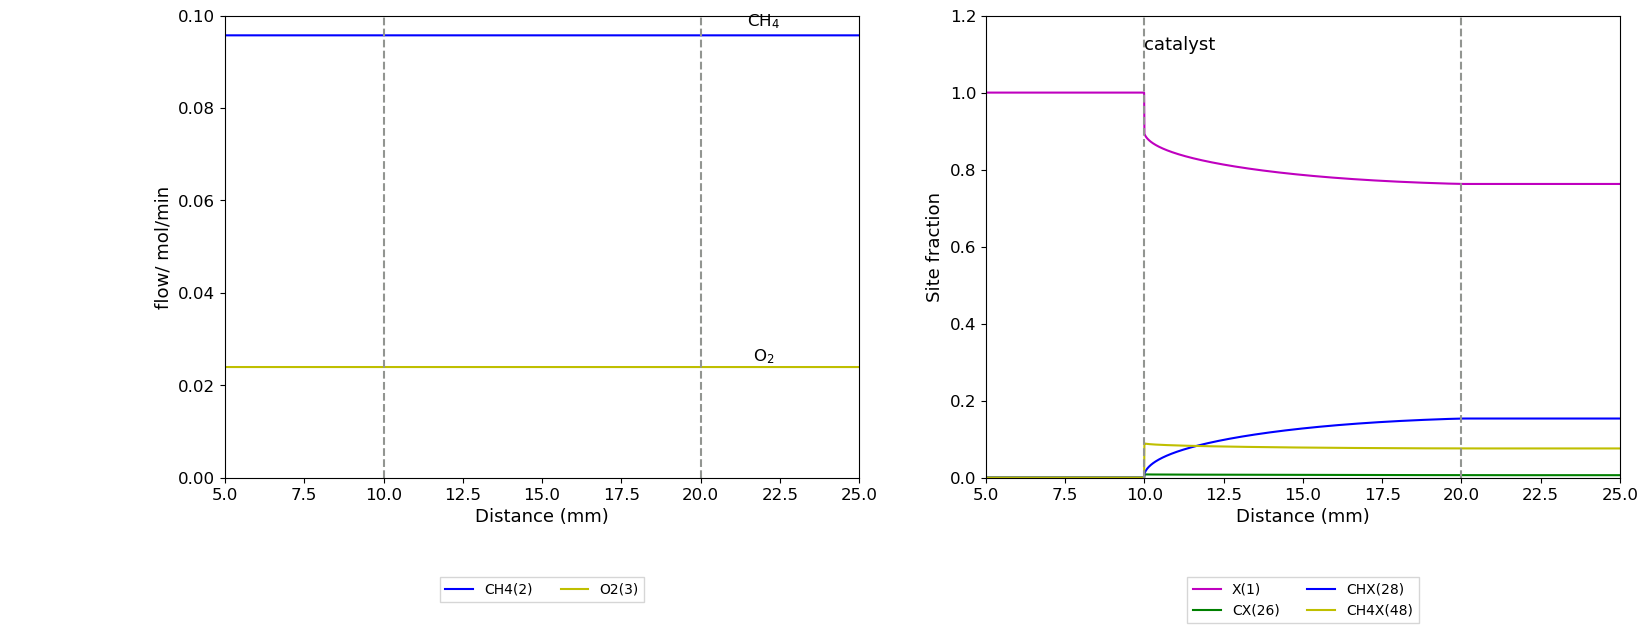 0.10
0.08
0.06
0.04
0.02
0.00
flow/ mol/min
CH₄
O₂
5.0 7.5 10.0 12.5 15.0 17.5 20.0 22.5 25.0
Distance (mm)
CH4(2) O2(3)
1.2
1.0
0.8
0.6
0.4
0.2
0.0
Site fraction
catalyst
5.0 7.5 10.0 12.5 15.0 17.5 20.0 22.5 25.0
Distance (mm)
X(1) CHX(28)
CX(26) CH4X(48)